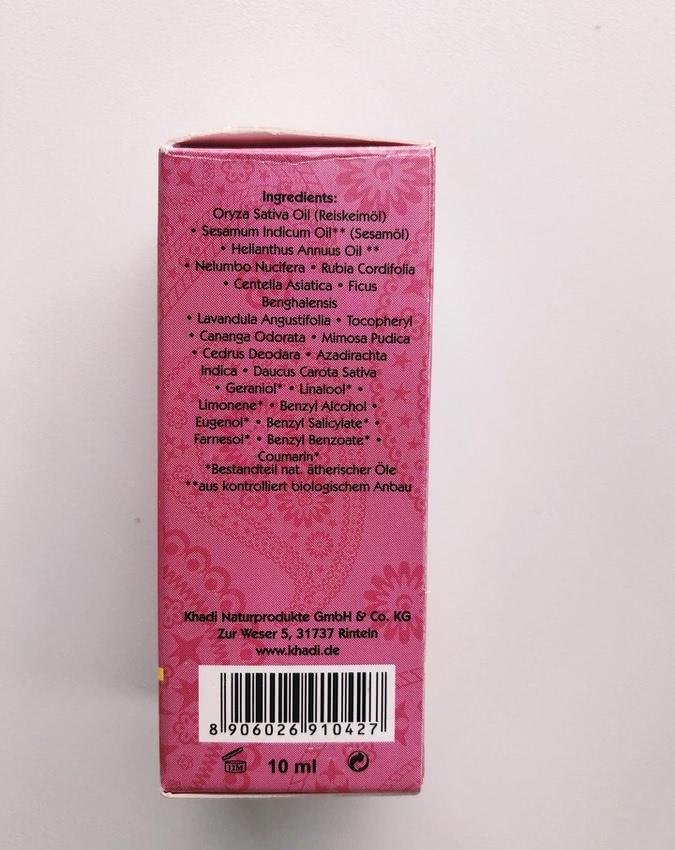 Ingredients:
Oryza Sativa Oil (Reiskeimöl)
• Sesamum Indicum Oil** (Sesamöl)
• Helianthus Annuus Oil **
• Nelumbo Nucifera • Rubia Cordifolia
• Centella Asiatica • Ficus
Benghalensis
• Lavandula Angustifolia • Tocopheryl
• Cananga Odorata • Mimosa Pudica
• Cedrus Deodara • Azadirachta
Indica • Daucus Carota Sativa
• Geraniol* • Linalool* •
Limonene* • Benzyl Alcohol •
Eugenol* • Benzyl Salicylate* •
Farnesol* • Benzyl Benzoate* •
Coumarin*
*Bestandteil nat. ätherischer Öle
**aus kontrolliert biologischem Anbau
Khadi Naturprodukte GmbH & Co. KG
Zur Weser 5, 31737 Rinteln
www.khadi.de
8 906026 910427
12M 10 ml